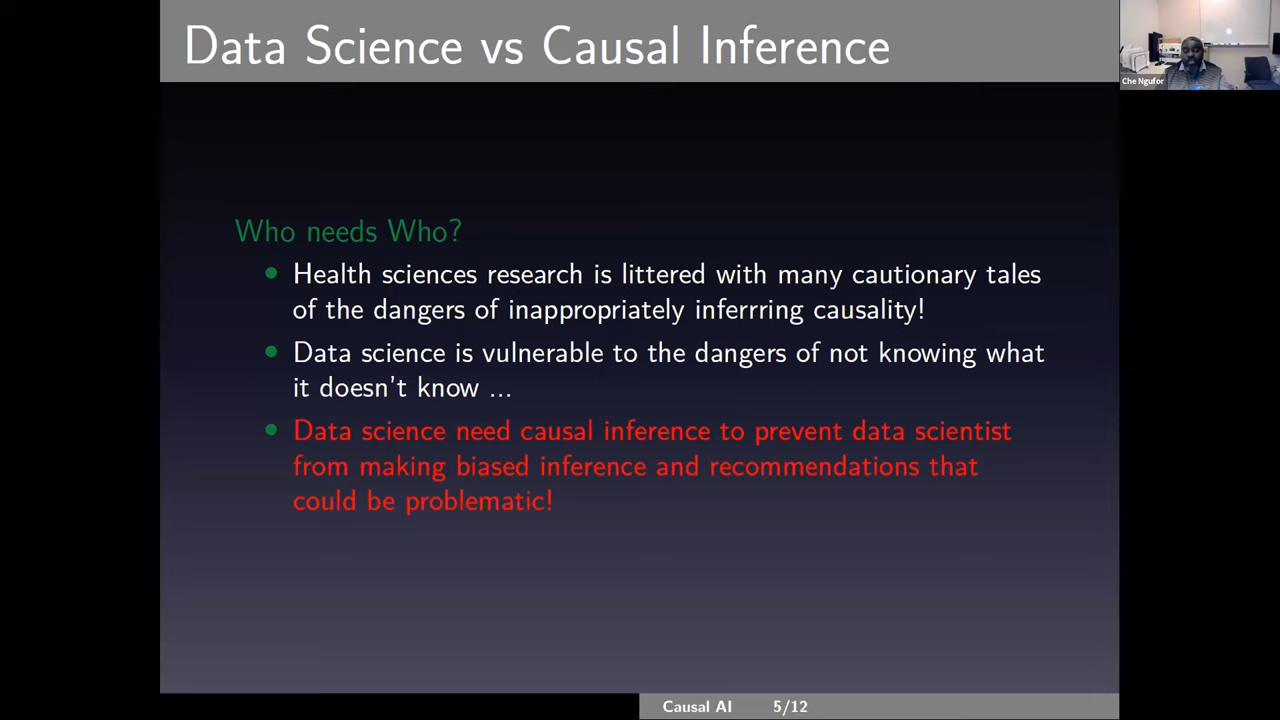 Data Science vs Causal Inference
Che Ngufor
Who needs Who?
Health sciences research is littered with many cautionary tales
of the dangers of inappropriately inferrring causality!
Data science is vulnerable to the dangers of not knowing what
it doesn't know ...
Data science need causal inference to prevent data scientist
from making biased inference and recommendations that
could be problematic!
Causal AI 5/12